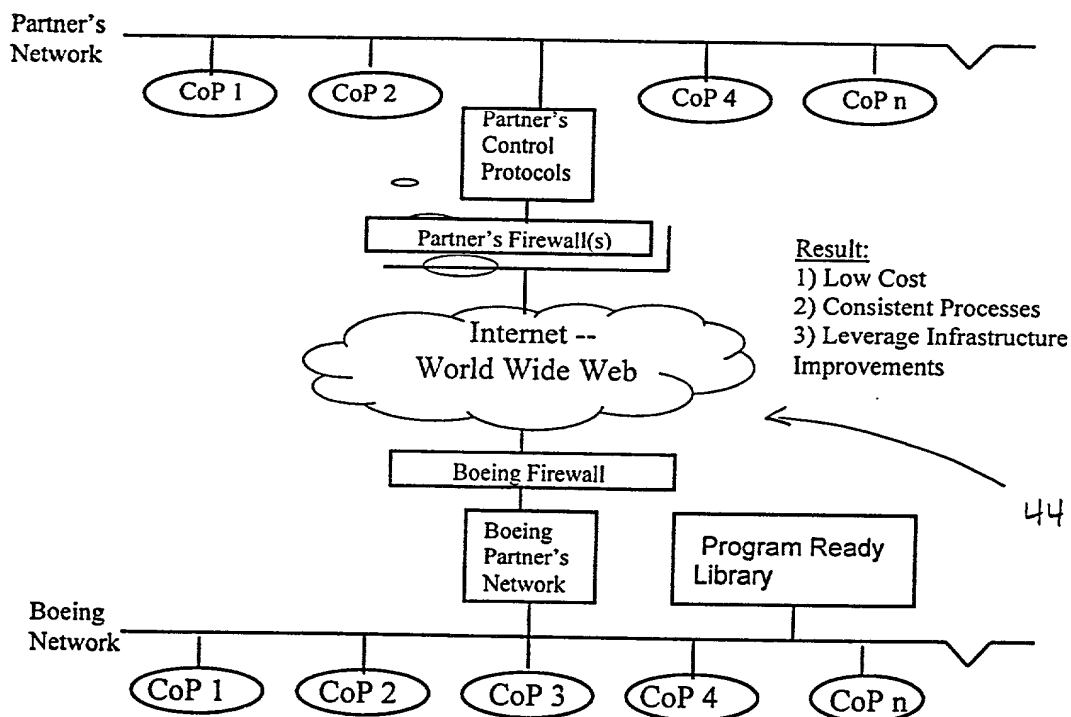 Partner's
Network
CoP 1
CoP 2
CoP 4
CoP n
Partner's
Control
Protocols
Partner's Firewall(s)
Result:
1) Low Cost
2) Consistent Processes
3) Leverage Infrastructure
Improvements
Internet --
World Wide Web
Boeing Firewall
44
Boeing
Partner's
Network
Program Ready
Library
Boeing
Network
CoP 1
CoP 2
CoP 3
CoP 4
CoP n